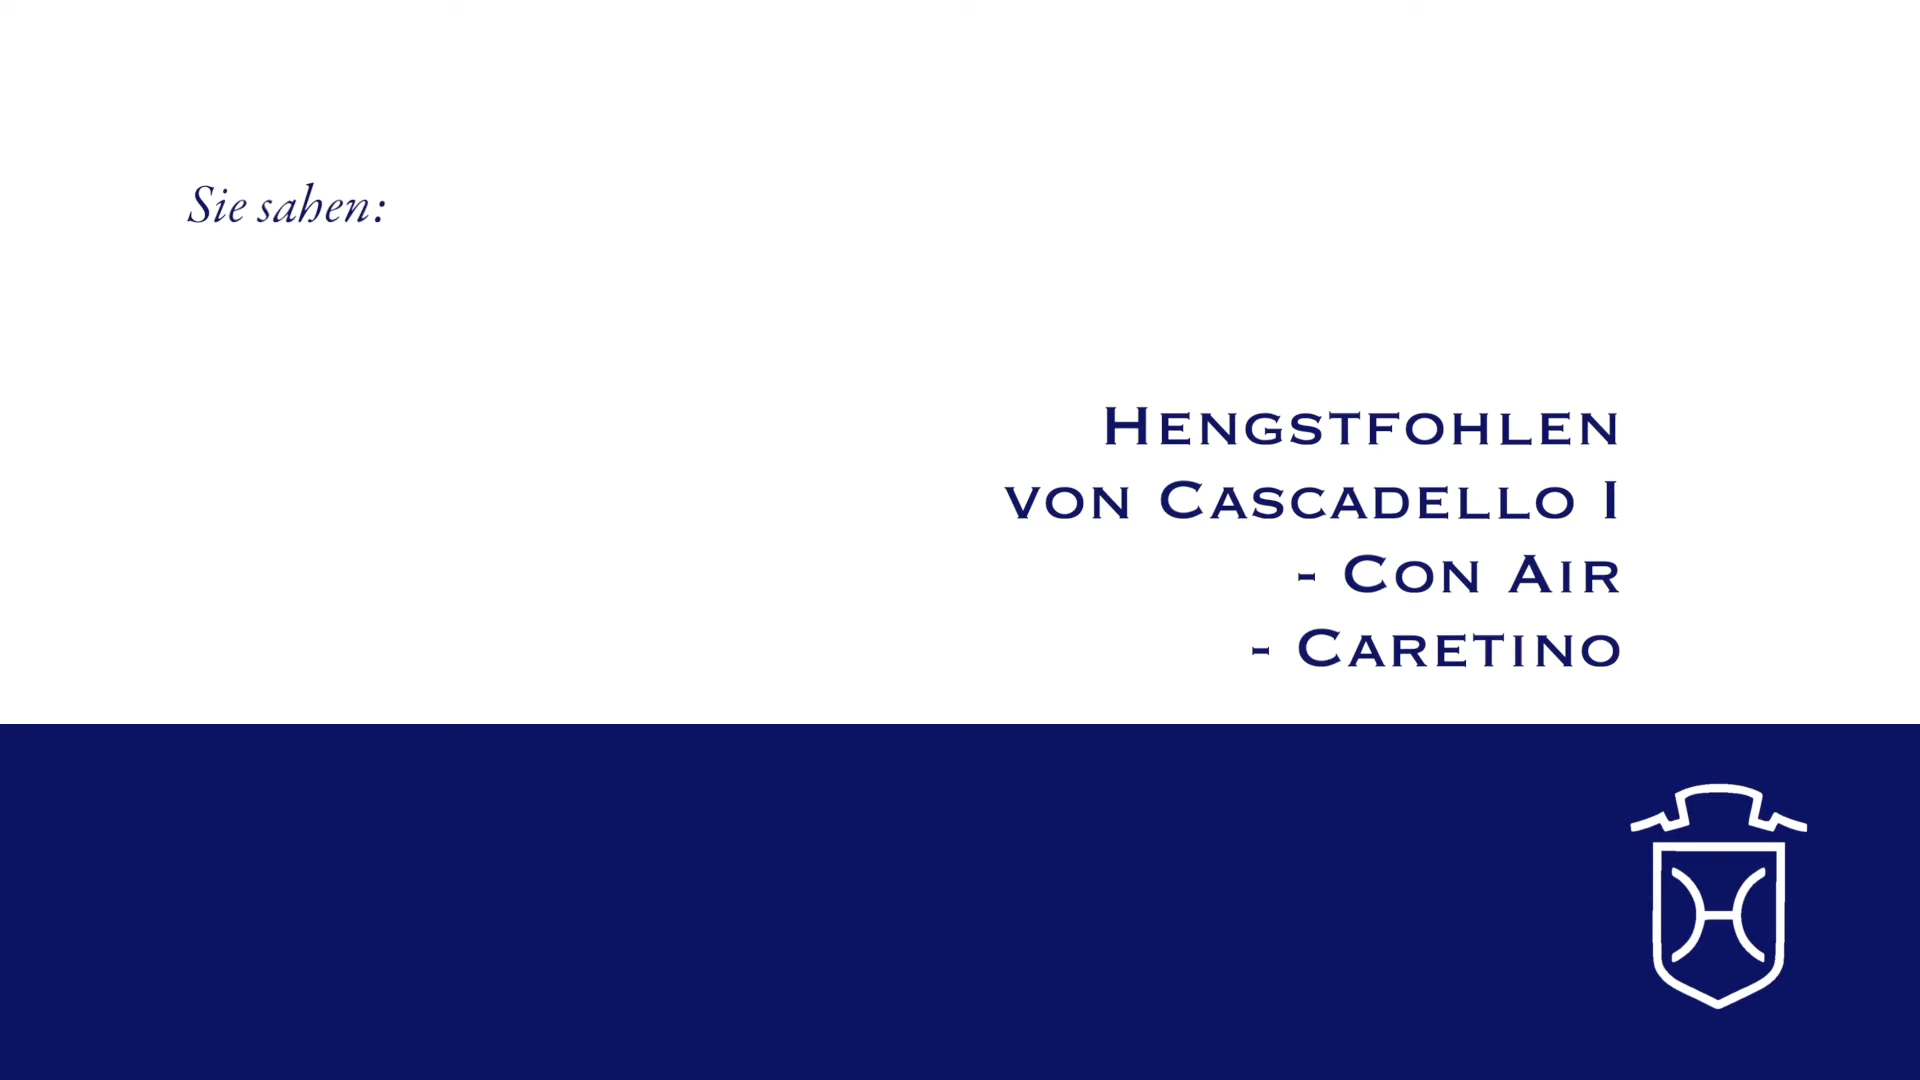 Sie sahen:
Hengstfohlen
von Cascadello I
- Con Air
- Caretino